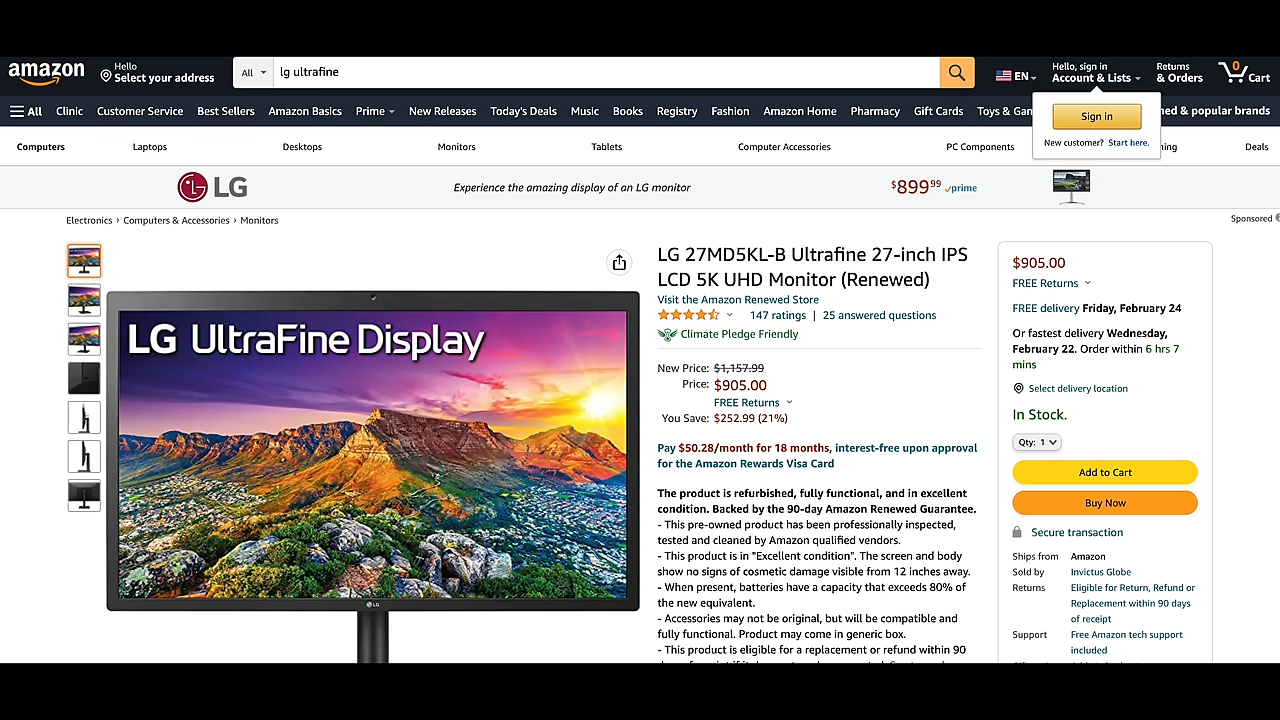 amazon
Hello
Select your address
All
lg ultrafine
EN
Hello, sign in
Account & Lists
Returns
& Orders
0
Cart
All
Clinic
Customer Service
Best Sellers
Amazon Basics
Prime
New Releases
Today's Deals
Music
Books
Registry
Fashion
Amazon Home
Pharmacy
Gift Cards
Toys &
& popular brands
Sign in
New customer? Start here.
Computers
Laptops
Desktops
Monitors
Tablets
Computer Accessories
PC Components
Deals
LG
Experience the amazing display of an LG monitor
$899 99 prime
Electronics › Computers & Accessories › Monitors
Sponsored
LG UltraFine Display
LG
LG 27MD5KL-B Ultrafine 27-inch IPS
LCD 5K UHD Monitor (Renewed)
Visit the Amazon Renewed Store
147 ratings | 25 answered questions
Climate Pledge Friendly
New Price: $1,157.99
Price: $905.00
FREE Returns
You Save: $252.99 (21%)
Pay $50.28/month for 18 months, interest-free upon approval
for the Amazon Rewards Visa Card
The product is refurbished, fully functional, and in excellent
condition. Backed by the 90-day Amazon Renewed Guarantee.
- This pre-owned product has been professionally inspected,
tested and cleaned by Amazon qualified vendors.
- This product is in "Excellent condition". The screen and body
show no signs of cosmetic damage visible from 12 inches away.
- When present, batteries have a capacity that exceeds 80% of
the new equivalent.
- Accessories may not be original, but will be compatible and
fully functional. Product may come in generic box.
- This product is eligible for a replacement or refund within 90
$905.00
FREE Returns
FREE delivery Friday, February 24
Or fastest delivery Wednesday,
February 22. Order within 6 hrs 7
mins
Select delivery location
In Stock.
Qty: 1
Add to Cart
Buy Now
Secure transaction
Ships from Amazon
Sold by Invictus Globe
Returns Eligible for Return, Refund or
Replacement within 90 days
of receipt
Support Free Amazon tech support
included